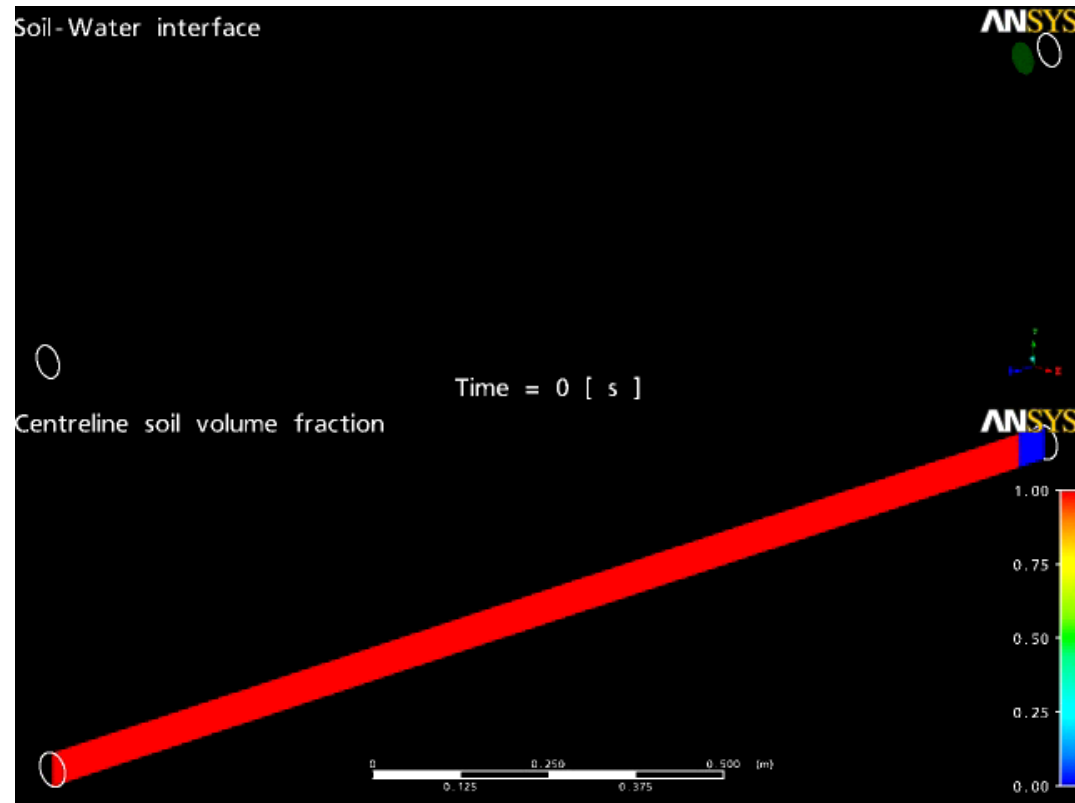 Soil-Water interface
ANSYS
Time = 0 [ s ]
Centreline soil volume fraction
ANSYS
1.00
0.75
0.50
0.25
0.00
0 0.250 0.500 (m)
0.125 0.375